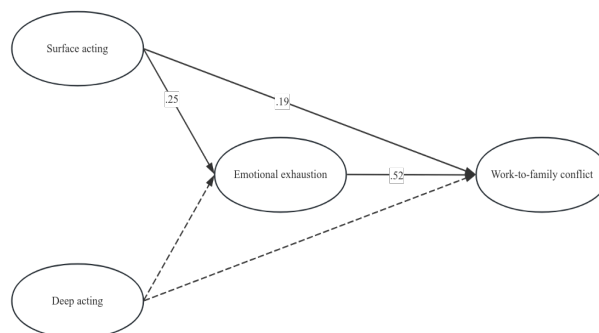 Surface acting
.25
.19
Emotional exhaustion
.52
Work-to-family conflict
Deep acting